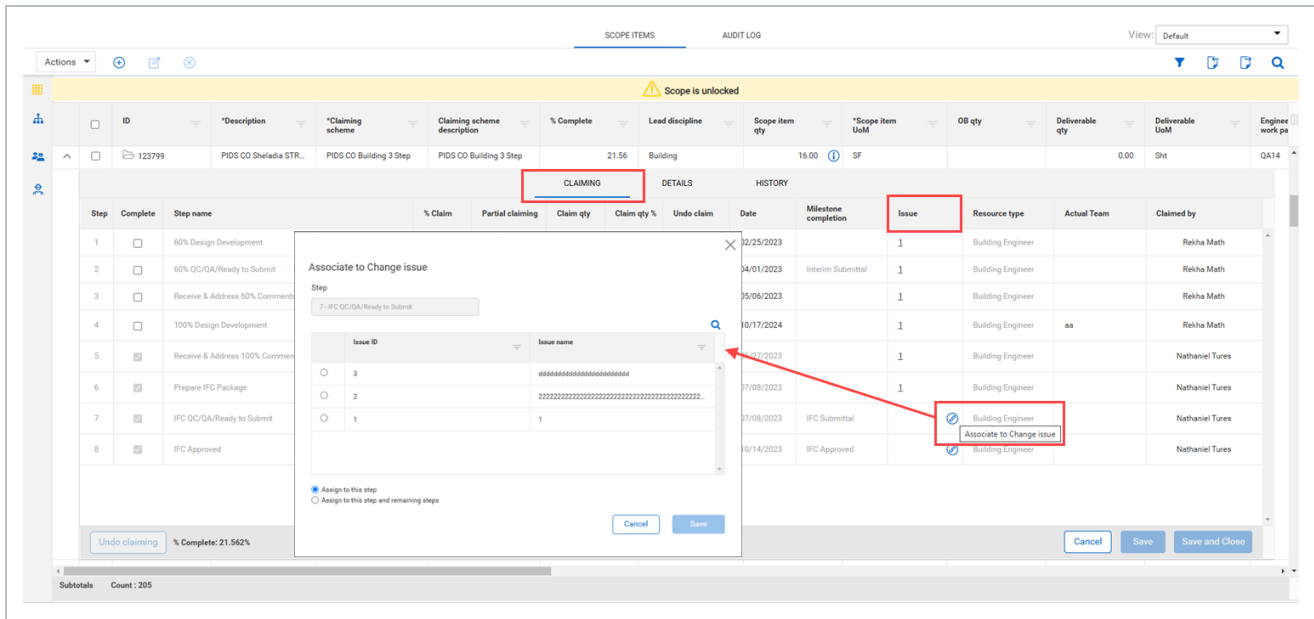 SCOPE ITEMS AUDIT LOG View: Default
Actions
Scope is unlocked
ID *Description *Claiming scheme Claiming scheme description % Complete Lead discipline Scope item qty *Scope item UoM OB qty Deliverable qty Deliverable UoM Enginee work pa
123799 PIDS CO Sheladia STR... PIDS CO Building 3 Step PIDS CO Building 3 Step 21.56 Building 16.00 SF 0.00 Sht QA14
CLAIMING DETAILS HISTORY
Step Complete Step name % Claim Partial claiming Claim qty Claim qty % Undo claim Date Milestone completion Issue Resource type Actual Team Claimed by
1 60% Design Development 02/25/2023 1 Building Engineer Rekha Math
2 60% QC/QA/Ready to Submit 04/01/2023 Interim Submittal 1 Building Engineer Rekha Math
3 Receive & Address 60% Comments 05/06/2023 1 Building Engineer Rekha Math
4 100% Design Development 10/17/2024 1 Building Engineer aa Rekha Math
5 Receive & Address 100% Commen /27/2023 1 Building Engineer Nathaniel Tures
6 Prepare IFC Package 07/08/2023 1 Building Engineer Nathaniel Tures
7 IFC QC/QA/Ready to Submit 07/08/2023 IFC Submittal Building Engineer Nathaniel Tures
Associate to Change issue
8 IFC Approved 10/14/2023 IFC Approved Building Engineer Nathaniel Tures
Associate to Change issue
Step
7 - IFC QC/QA/Ready to Submit
Issue ID Issue name
3 dddddddddddddddddddddddd
2
1 1
Assign to this step
Assign to this step and remaining steps
Cancel Save
Undo claiming % Complete: 21.562% Cancel Save Save and Close
Subtotals Count : 205